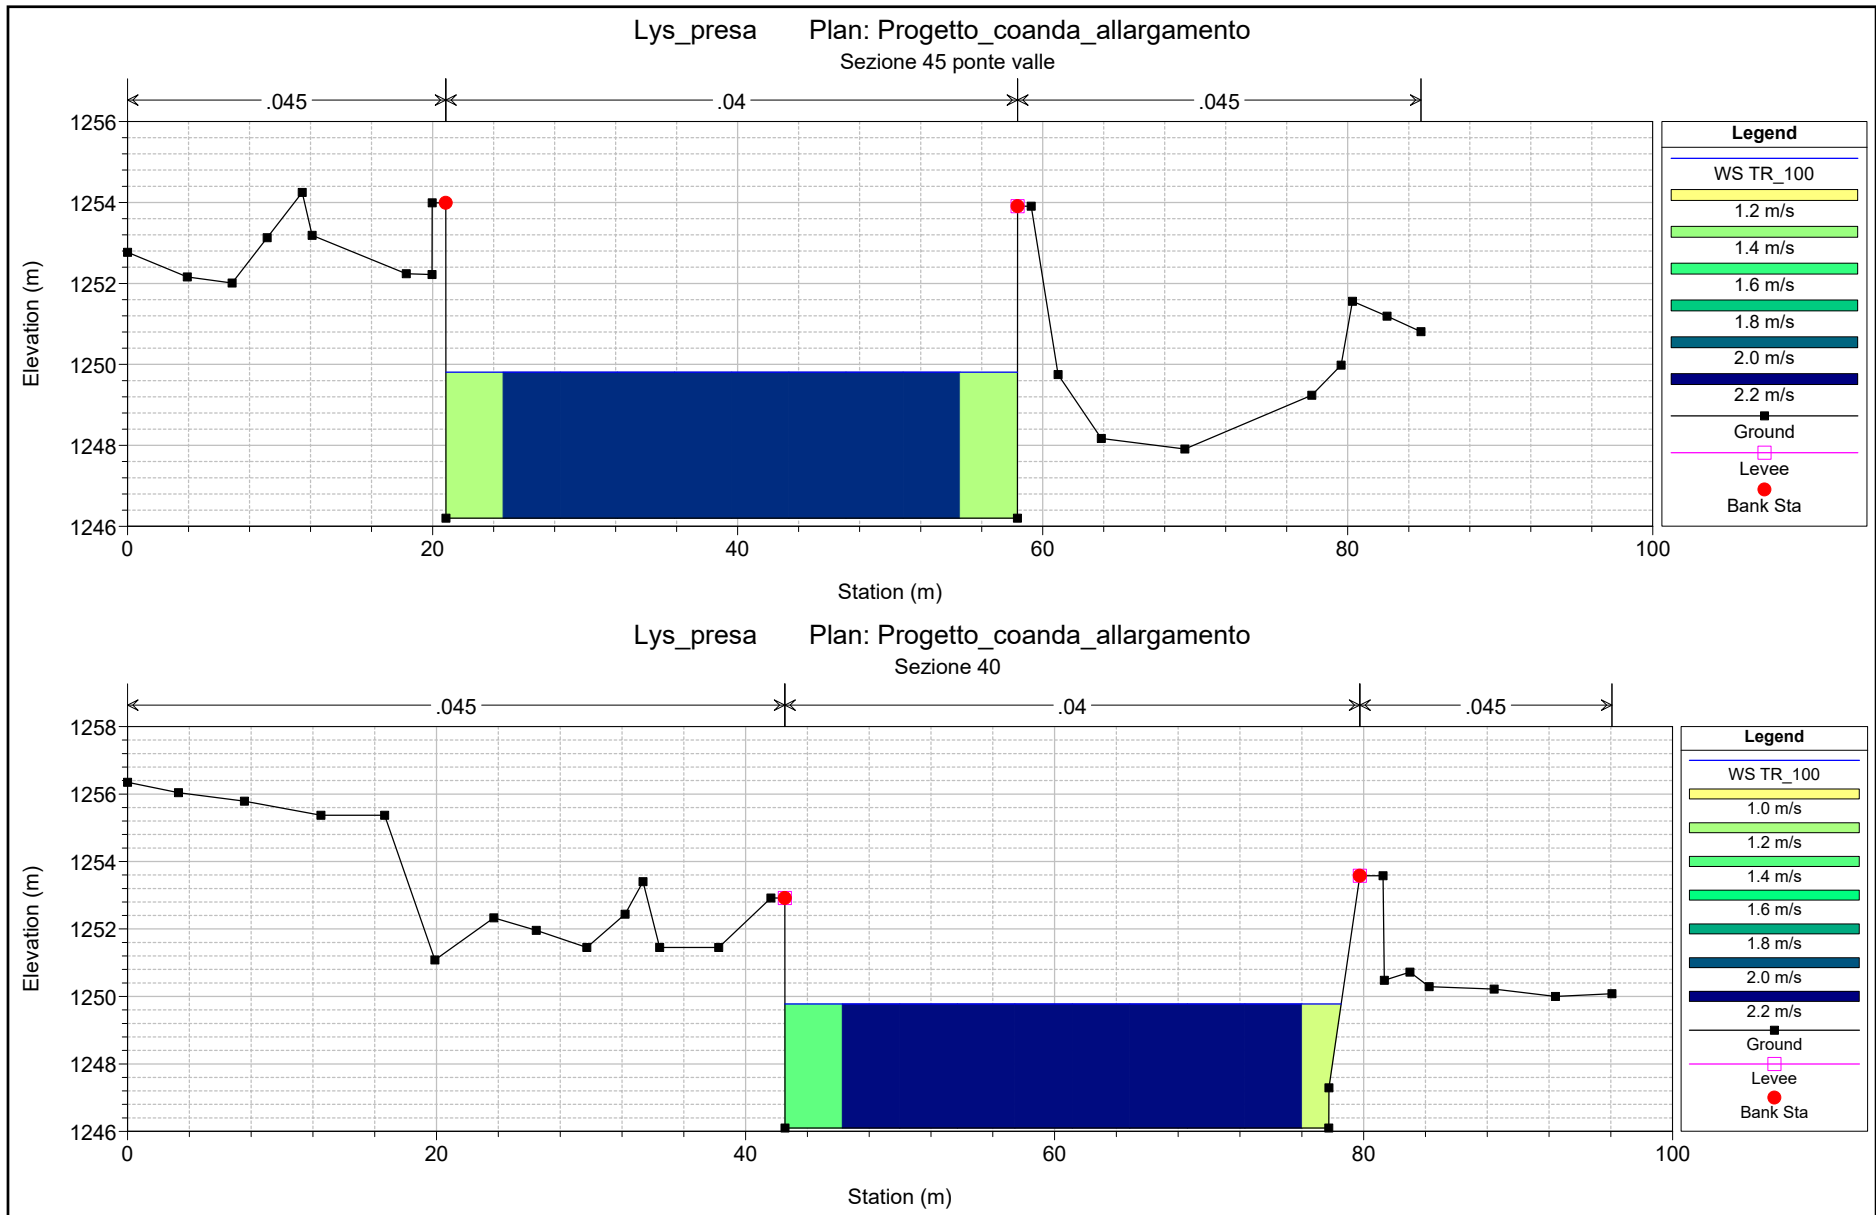 Lys_presa Plan: Progetto_coanda_allargamento
Sezione 45 ponte valle
.045 .04 .045
Elevation (m)
1256
1254
1252
1250
1248
1246
0 20 40 60 80 100
Station (m)
Legend
WS TR_100
1.2 m/s
1.4 m/s
1.6 m/s
1.8 m/s
2.0 m/s
2.2 m/s
Ground
Levee
Bank Sta
Lys_presa Plan: Progetto_coanda_allargamento
Sezione 40
.045 .04 .045
Elevation (m)
1258
1256
1254
1252
1250
1248
1246
0 20 40 60 80 100
Station (m)
Legend
WS TR_100
1.0 m/s
1.2 m/s
1.4 m/s
1.6 m/s
1.8 m/s
2.0 m/s
2.2 m/s
Ground
Levee
Bank Sta